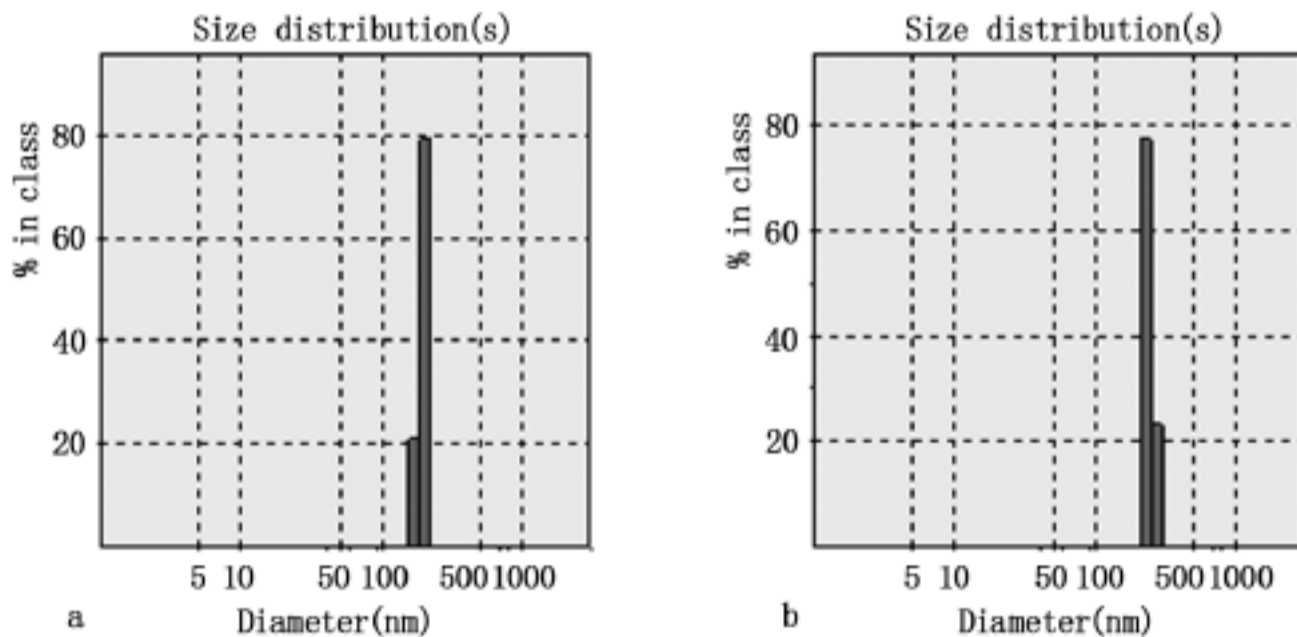 Size distribution(s)
% in class
80
60
40
20
5 10 50 100 500 1000
Diameter(nm)
a
Size distribution(s)
% in class
80
60
40
20
5 10 50 100 500 1000
Diameter(nm)
b